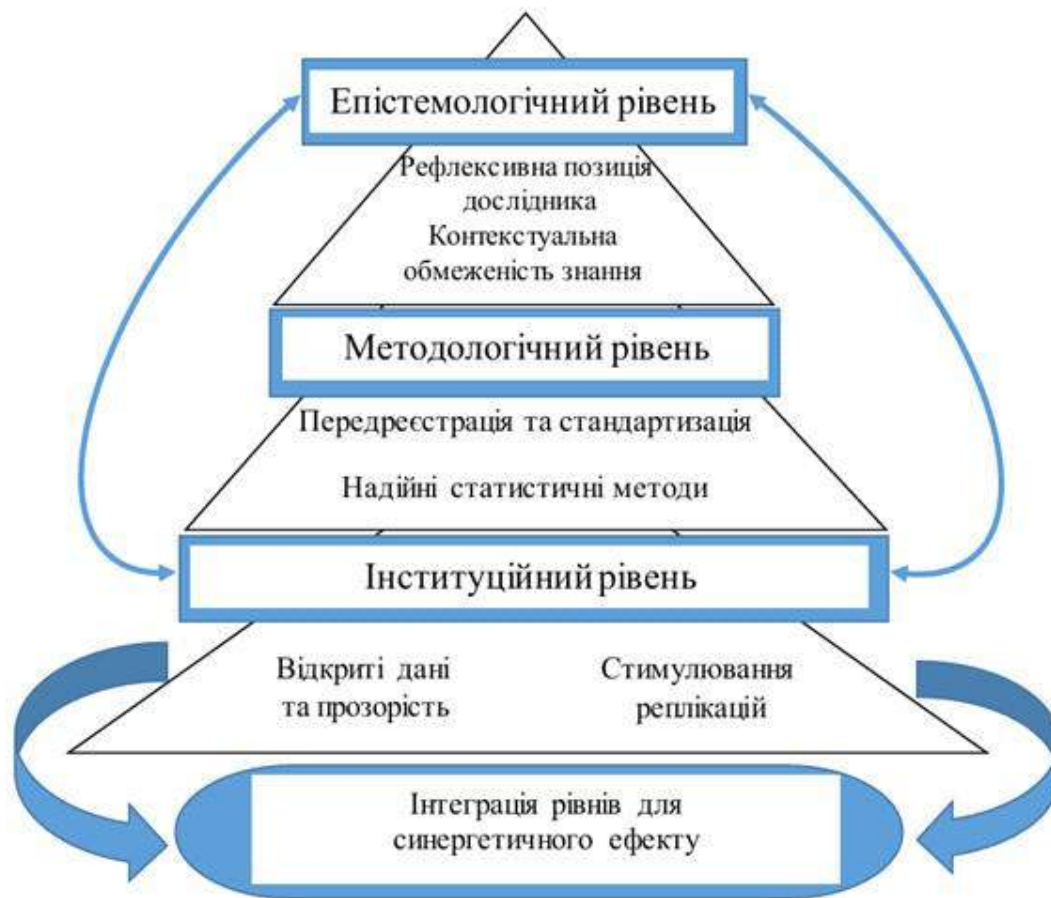 Епістемологічний рівень
Рефлексивна позиція
дослідника
Контекстуальна
обмеженість знання
Методологічний рівень
Передреєстрація та стандартизація
Надійні статистичні методи
Інституційний рівень
Відкриті дані
та прозорість
Стимулювання
реплікацій
Інтеграція рівнів для
синергетичного ефекту